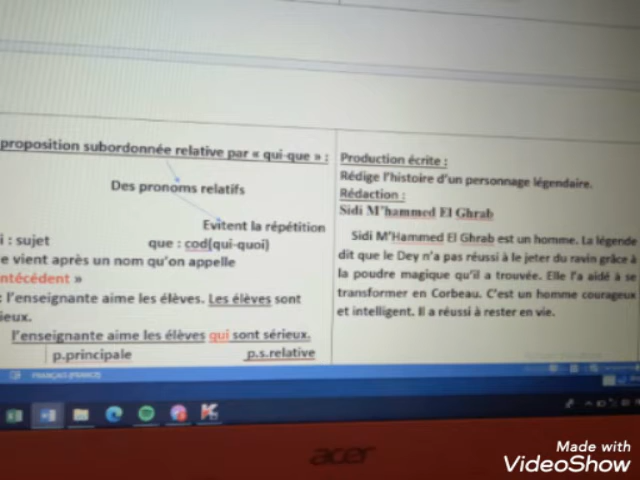 proposition subordonnée relative par « qui-que » :
Des pronoms relatifs
Evitent la répétition
i : sujet que : cod(qui-quoi)
e vient après un nom qu'on appelle
ntécédent »
: l'enseignante aime les élèves. Les élèves sont
ieux.
l'enseignante aime les élèves qui sont sérieux.
p.principale p.s.relative
Production écrite :
Rédige l'histoire d'un personnage légendaire.
Rédaction :
Sidi M'hammed El Ghrab
Sidi M'Hammed El Ghrab est un homme. La légende
dit que le Dey n'a pas réussi à le jeter du ravin grâce à
la poudre magique qu'il a trouvée. Elle l'a aidé à se
transformer en Corbeau. C'est un homme courageux
et intelligent. Il a réussi à rester en vie.
FRANÇAIS (FRANCE)
acer
Made with
VideoShow